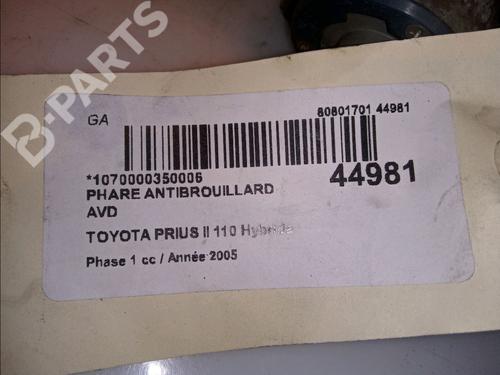 B-PARTS
GA
80801701 44981
*1070000350006
44981
PHARE ANTIBROUILLARD
AVD
TOYOTA PRIUS II 110 Hybride
Phase 1 cc / Année 2005